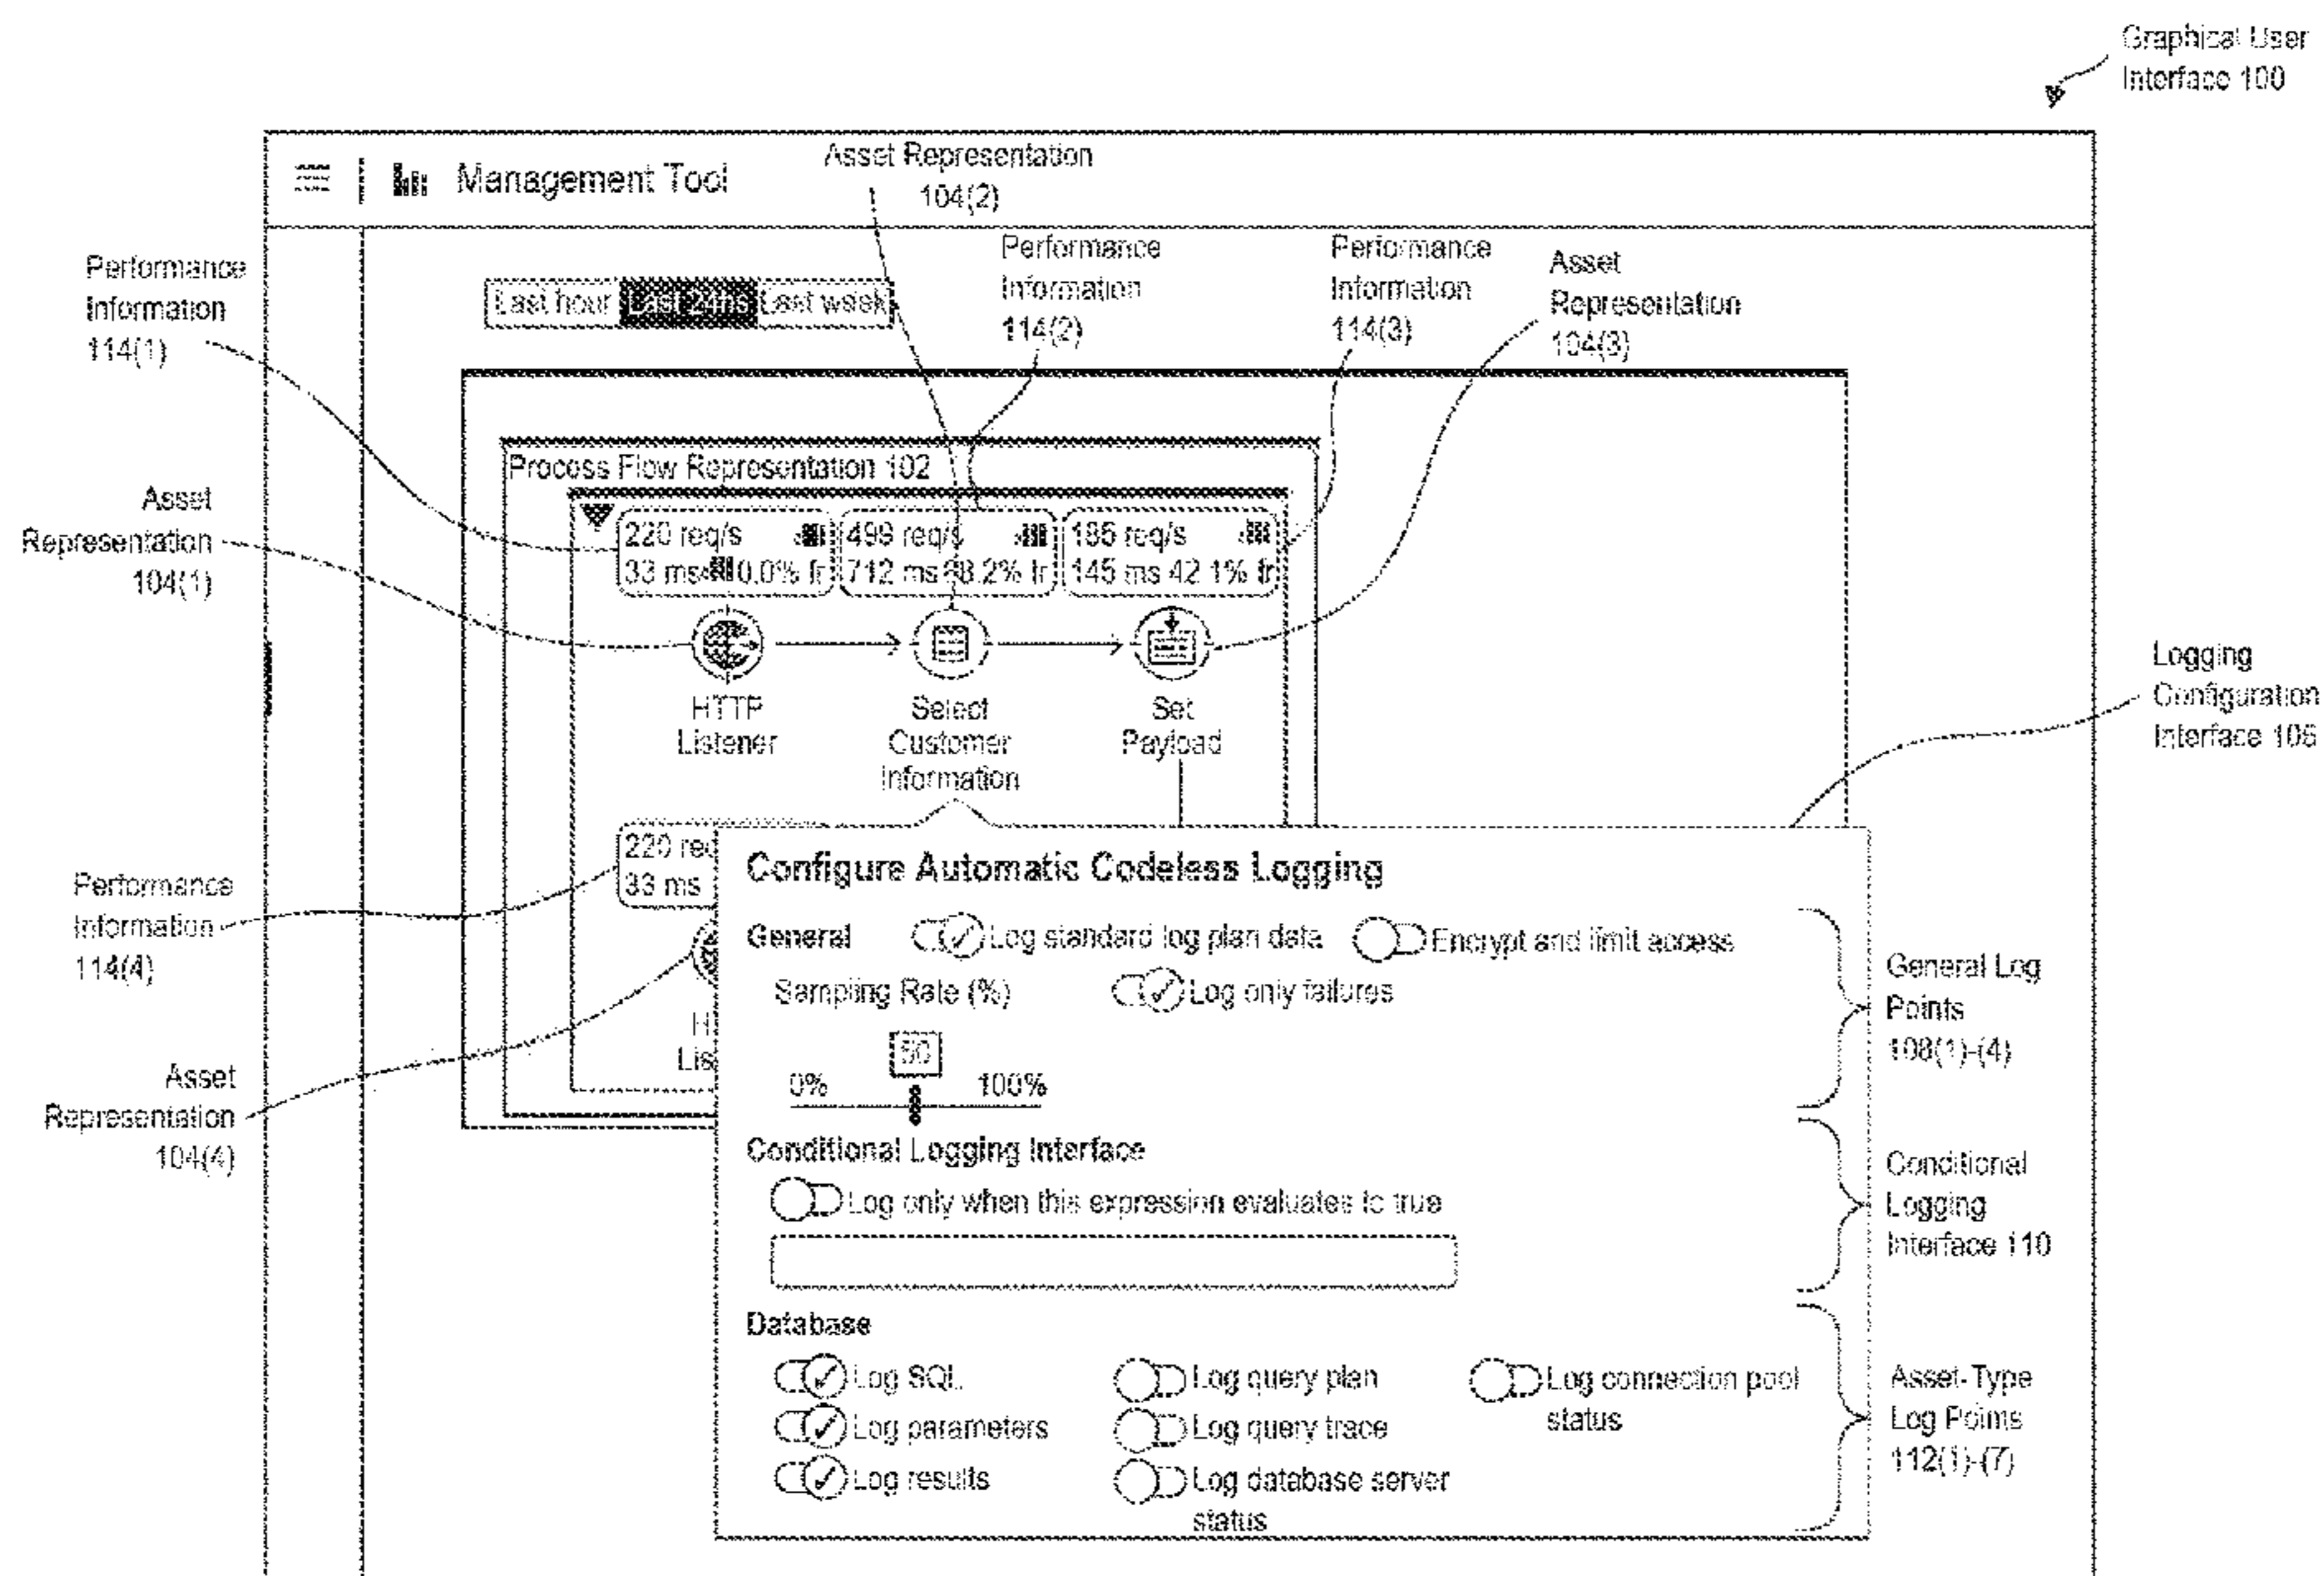 Graphical User
Interface 100
Management Tool
Asset Representation
104(2)
Performance
Information
114(1)
Last hour
Last week
Performance
Information
114(2)
Performance
Information
114(3)
Asset
Representation
104(3)
Process Flow Representation 102
Asset
Representation
104(1)
220 req/s
499 req/s
185 req/s
33 ms 0.0% fr
712 ms 8.2% fr
145 ms 42.1% fr
HTTP
Listener
Select
Customer
Information
Set
Payload
Logging
Configuration
Interface 106
220 req
33 ms
H
Lis
Performance
Information
114(4)
Asset
Representation
104(4)
Configure Automatic Codeless Logging
General
Log standard log plan data
Encrypt and limit access
Sampling Rate (%)
Log only failures
50
0%
100%
General Log
Points
108(1)-(4)
Conditional Logging Interface
Log only when this expression evaluates to true
Conditional
Logging
Interface 110
Database
Log SQL
Log query plan
Log connection pool
status
Log parameters
Log query trace
Log results
Log database server
status
Asset-Type
Log Points
112(1)-(7)